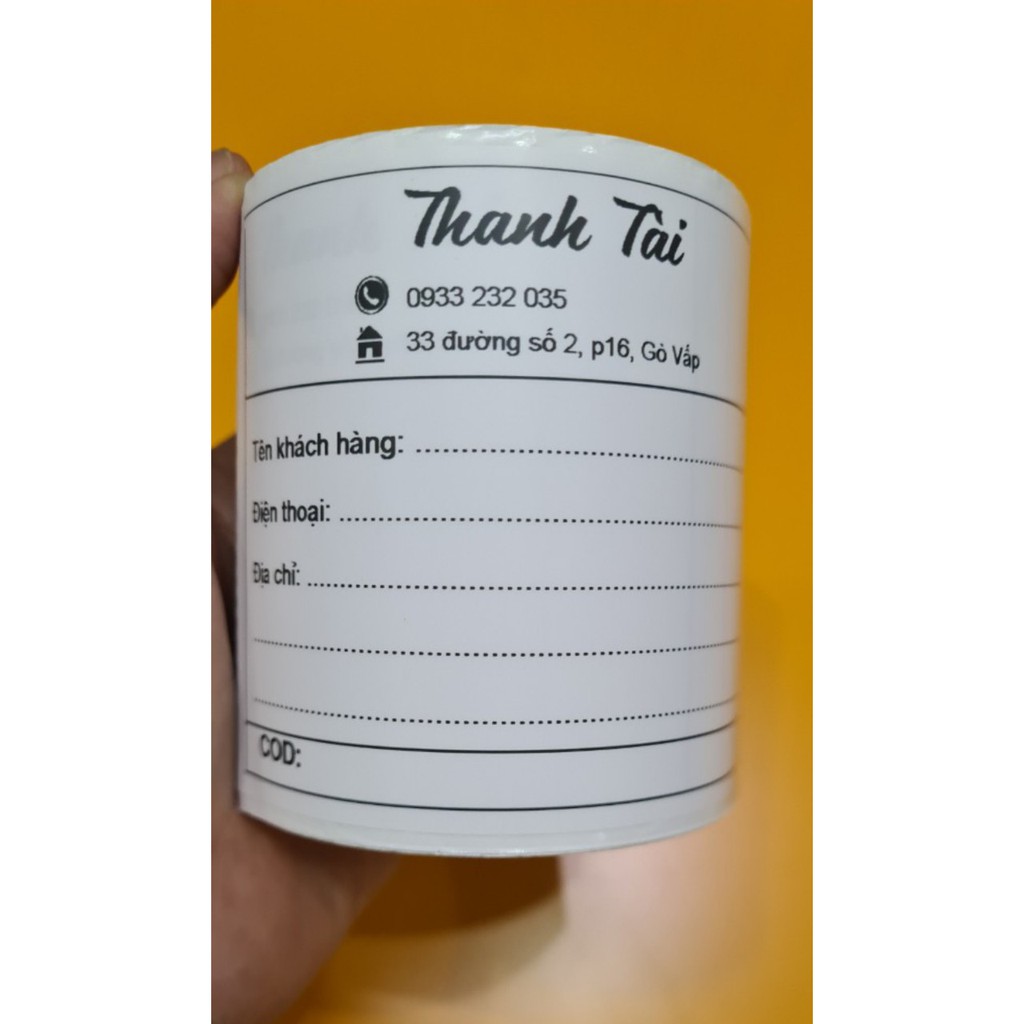 Thanh Tài
0933 232 035
33 đường số 2, p16, Gò Vấp
Tên khách hàng: ........................................
Điện thoại: ..................................................
Địa chỉ: ......................................................
COD: